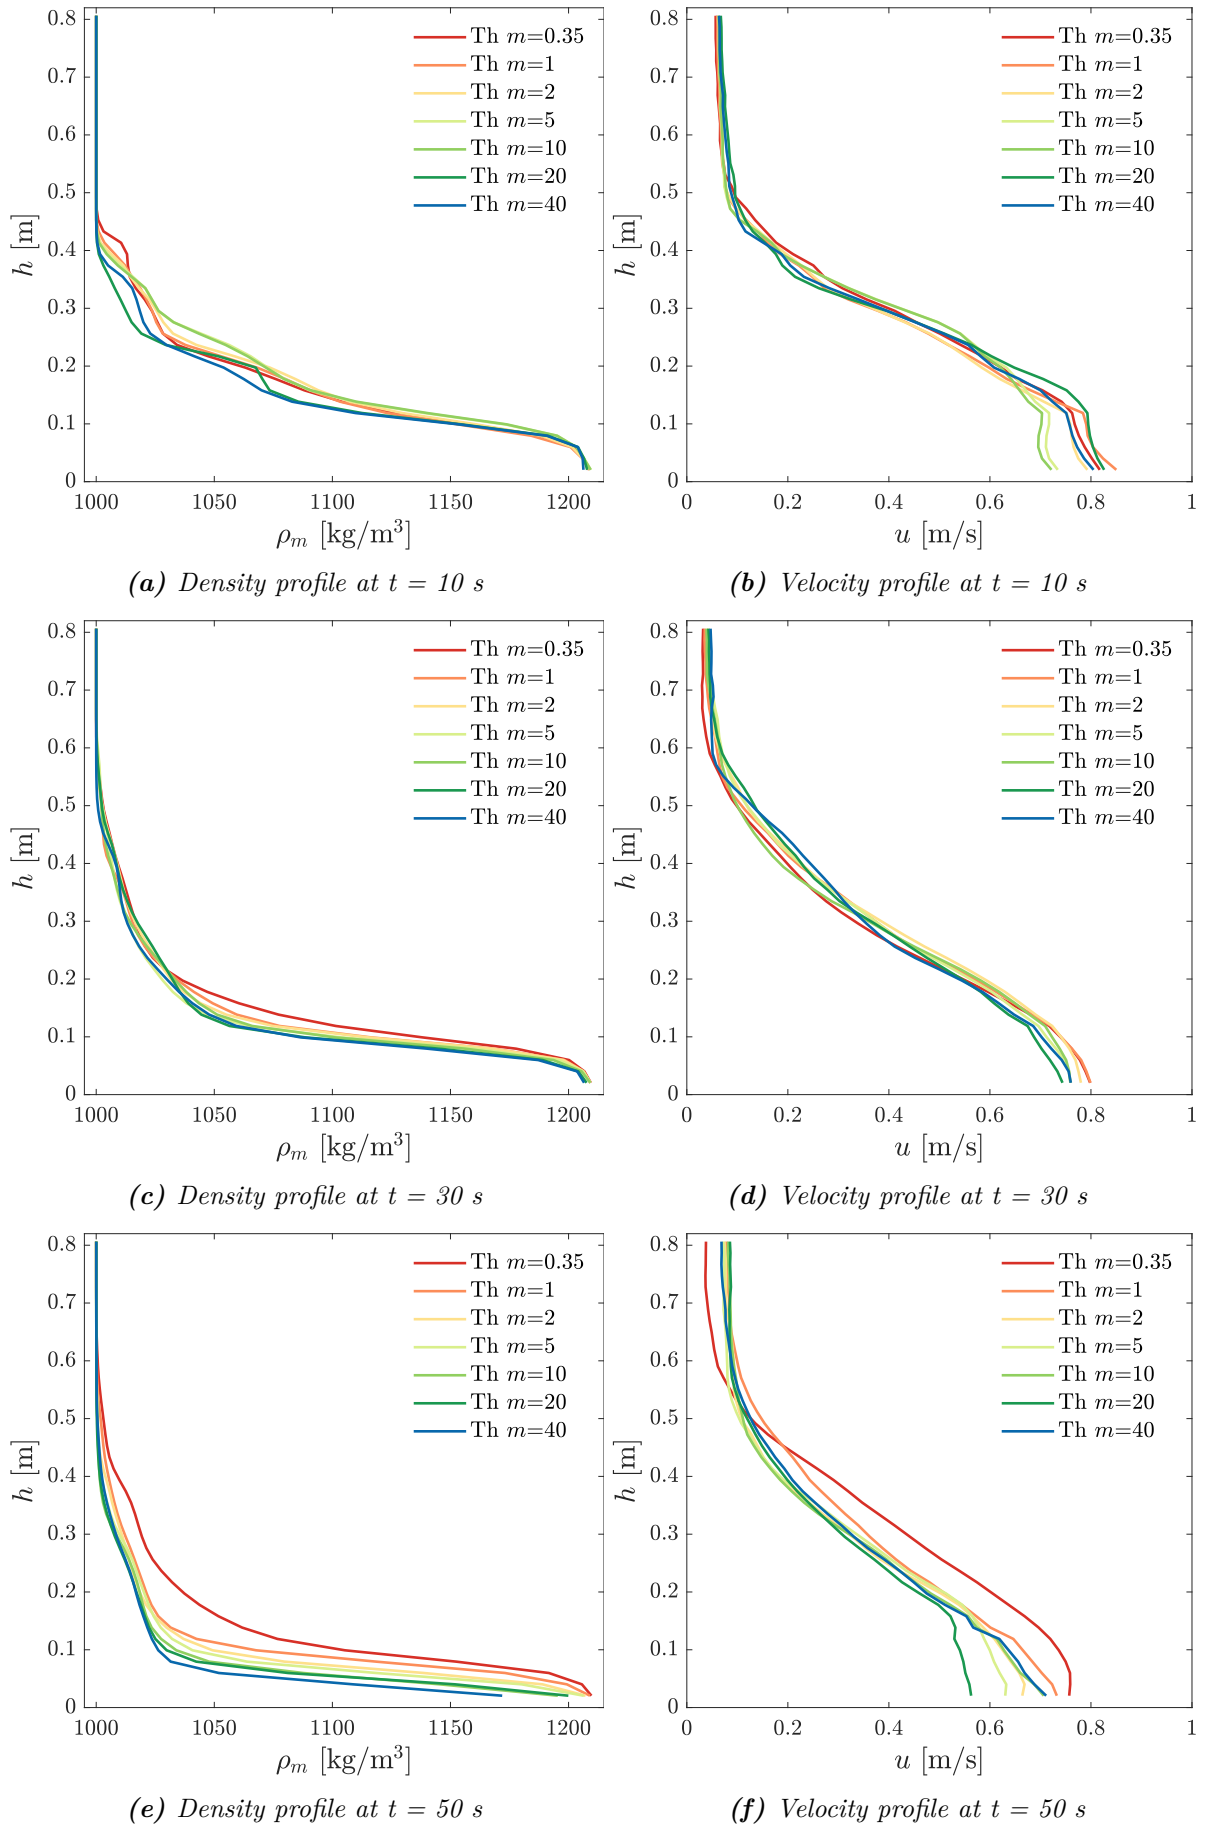 0.8
0.7
0.6
0.5
0.4
0.3
0.2
0.1
0
h [m]
1000 1050 1100 1150 1200
ρm [kg/m³]
Th m=0.35
Th m=1
Th m=2
Th m=5
Th m=10
Th m=20
Th m=40
(a) Density profile at t = 10 s
0.8
0.7
0.6
0.5
0.4
0.3
0.2
0.1
0
h [m]
0 0.2 0.4 0.6 0.8 1
u [m/s]
Th m=0.35
Th m=1
Th m=2
Th m=5
Th m=10
Th m=20
Th m=40
(b) Velocity profile at t = 10 s
0.8
0.7
0.6
0.5
0.4
0.3
0.2
0.1
0
h [m]
1000 1050 1100 1150 1200
ρm [kg/m³]
Th m=0.35
Th m=1
Th m=2
Th m=5
Th m=10
Th m=20
Th m=40
(c) Density profile at t = 30 s
0.8
0.7
0.6
0.5
0.4
0.3
0.2
0.1
0
h [m]
0 0.2 0.4 0.6 0.8 1
u [m/s]
Th m=0.35
Th m=1
Th m=2
Th m=5
Th m=10
Th m=20
Th m=40
(d) Velocity profile at t = 30 s
0.8
0.7
0.6
0.5
0.4
0.3
0.2
0.1
0
h [m]
1000 1050 1100 1150 1200
ρm [kg/m³]
Th m=0.35
Th m=1
Th m=2
Th m=5
Th m=10
Th m=20
Th m=40
(e) Density profile at t = 50 s
0.8
0.7
0.6
0.5
0.4
0.3
0.2
0.1
0
h [m]
0 0.2 0.4 0.6 0.8 1
u [m/s]
Th m=0.35
Th m=1
Th m=2
Th m=5
Th m=10
Th m=20
Th m=40
(f) Velocity profile at t = 50 s